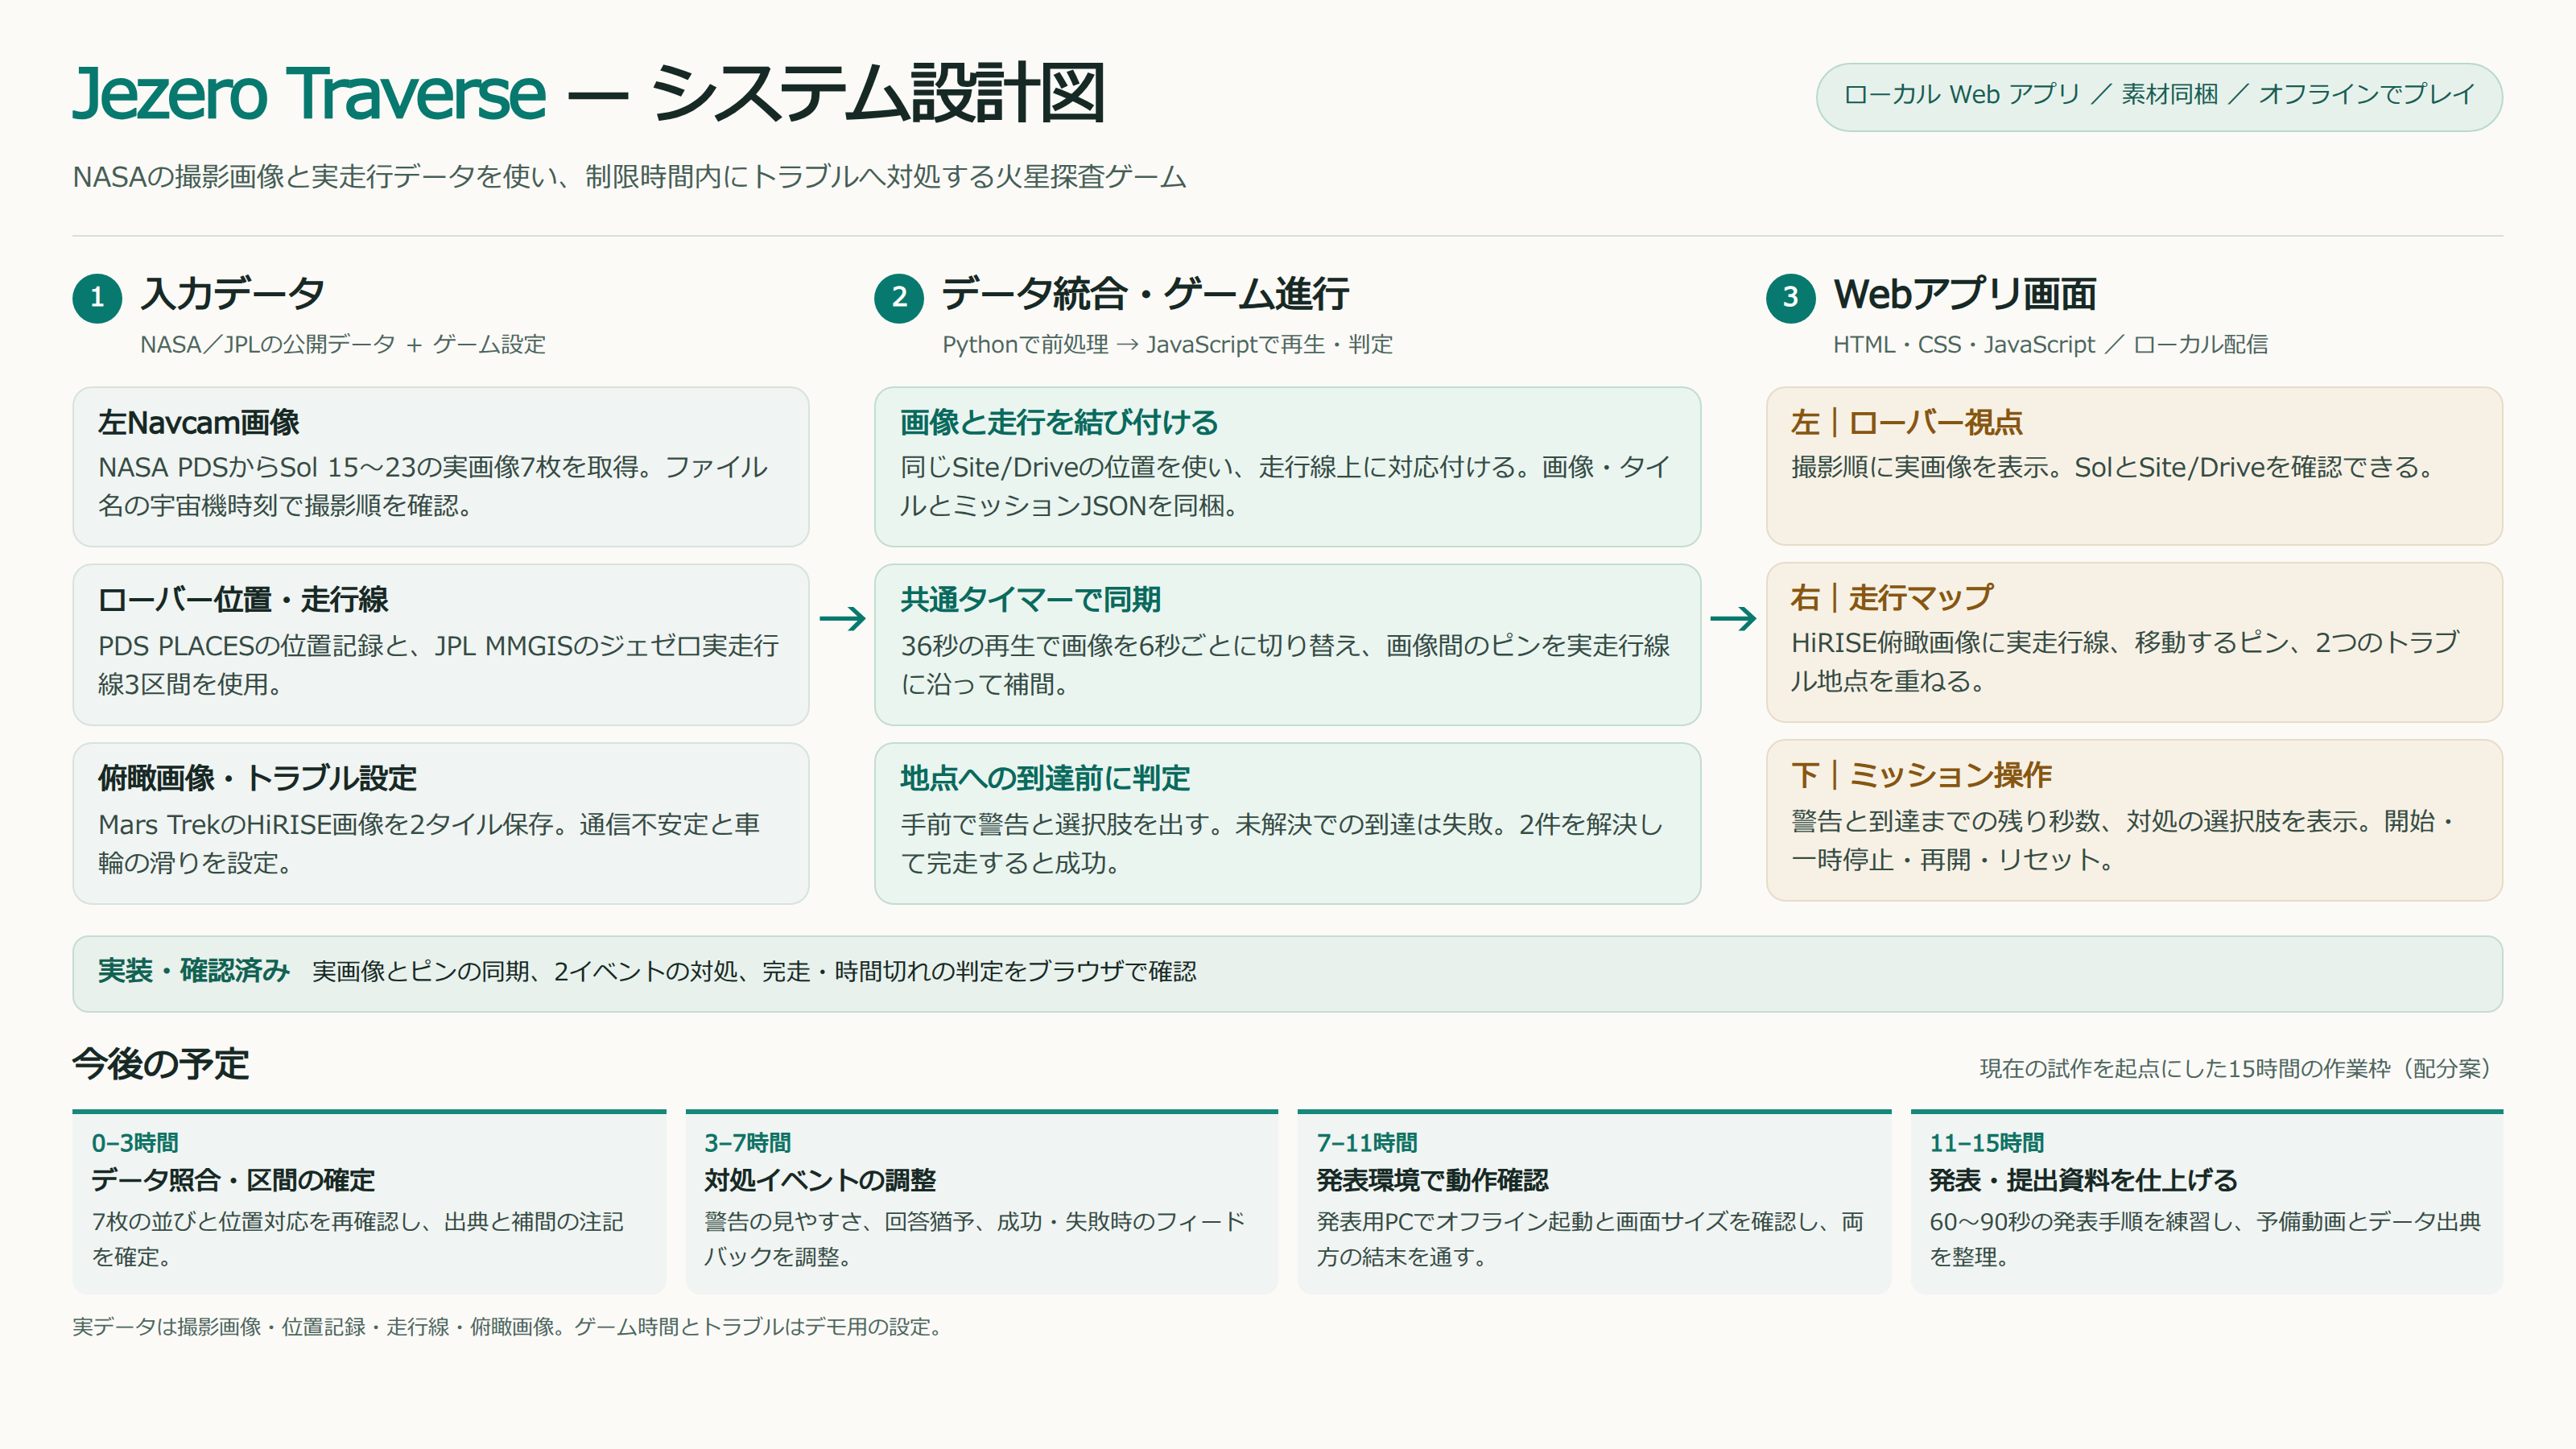 Jezero Traverse — システム設計図
ローカル Web アプリ ／ 素材同梱 ／ オフラインでプレイ
NASAの撮影画像と実走行データを使い、制限時間内にトラブルへ対処する火星探査ゲーム
1 入力データ
NASA／JPLの公開データ ＋ ゲーム設定
左Navcam画像
NASA PDSからSol 15〜23の実画像7枚を取得。ファイル
名の宇宙機時刻で撮影順を確認。
ローバー位置・走行線
PDS PLACESの位置記録と、JPL MMGISのジェゼロ実走行
線3区間を使用。
俯瞰画像・トラブル設定
Mars TrekのHiRISE画像を2タイル保存。通信不安定と車
輪の滑りを設定。
→
2 データ統合・ゲーム進行
Pythonで前処理 → JavaScriptで再生・判定
画像と走行を結び付ける
同じSite/Driveの位置を使い、走行線上に対応付ける。画像・タイ
ルとミッションJSONを同梱。
共通タイマーで同期
36秒の再生で画像を6秒ごとに切り替え、画像間のピンを実走行線
に沿って補間。
地点への到達前に判定
手前で警告と選択肢を出す。未解決での到達は失敗。2件を解決し
て完走すると成功。
→
3 Webアプリ画面
HTML・CSS・JavaScript ／ ローカル配信
左｜ローバー視点
撮影順に実画像を表示。SolとSite/Driveを確認できる。
右｜走行マップ
HiRISE俯瞰画像に実走行線、移動するピン、2つのトラブ
ル地点を重ねる。
下｜ミッション操作
警告と到達までの残り秒数、対処の選択肢を表示。開始・
一時停止・再開・リセット。
実装・確認済み 実画像とピンの同期、2イベントの対処、完走・時間切れの判定をブラウザで確認
今後の予定
現在の試作を起点にした15時間の作業枠（配分案）
0–3時間
データ照合・区間の確定
7枚の並びと位置対応を再確認し、出典と補間の注記
を確定。
3–7時間
対処イベントの調整
警告の見やすさ、回答猶予、成功・失敗時のフィード
バックを調整。
7–11時間
発表環境で動作確認
発表用PCでオフライン起動と画面サイズを確認し、両
方の結末を通す。
11–15時間
発表・提出資料を仕上げる
60〜90秒の発表手順を練習し、予備動画とデータ出典
を整理。
実データは撮影画像・位置記録・走行線・俯瞰画像。ゲーム時間とトラブルはデモ用の設定。